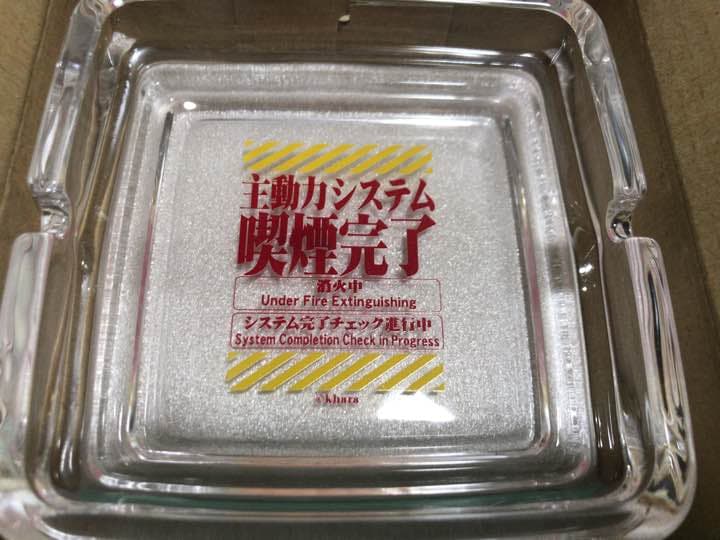 主動力システム
喫煙完了
消火中
Under Fire Extinguishing
システム完了チェック進行中
System Completion Check in Progress
©khara